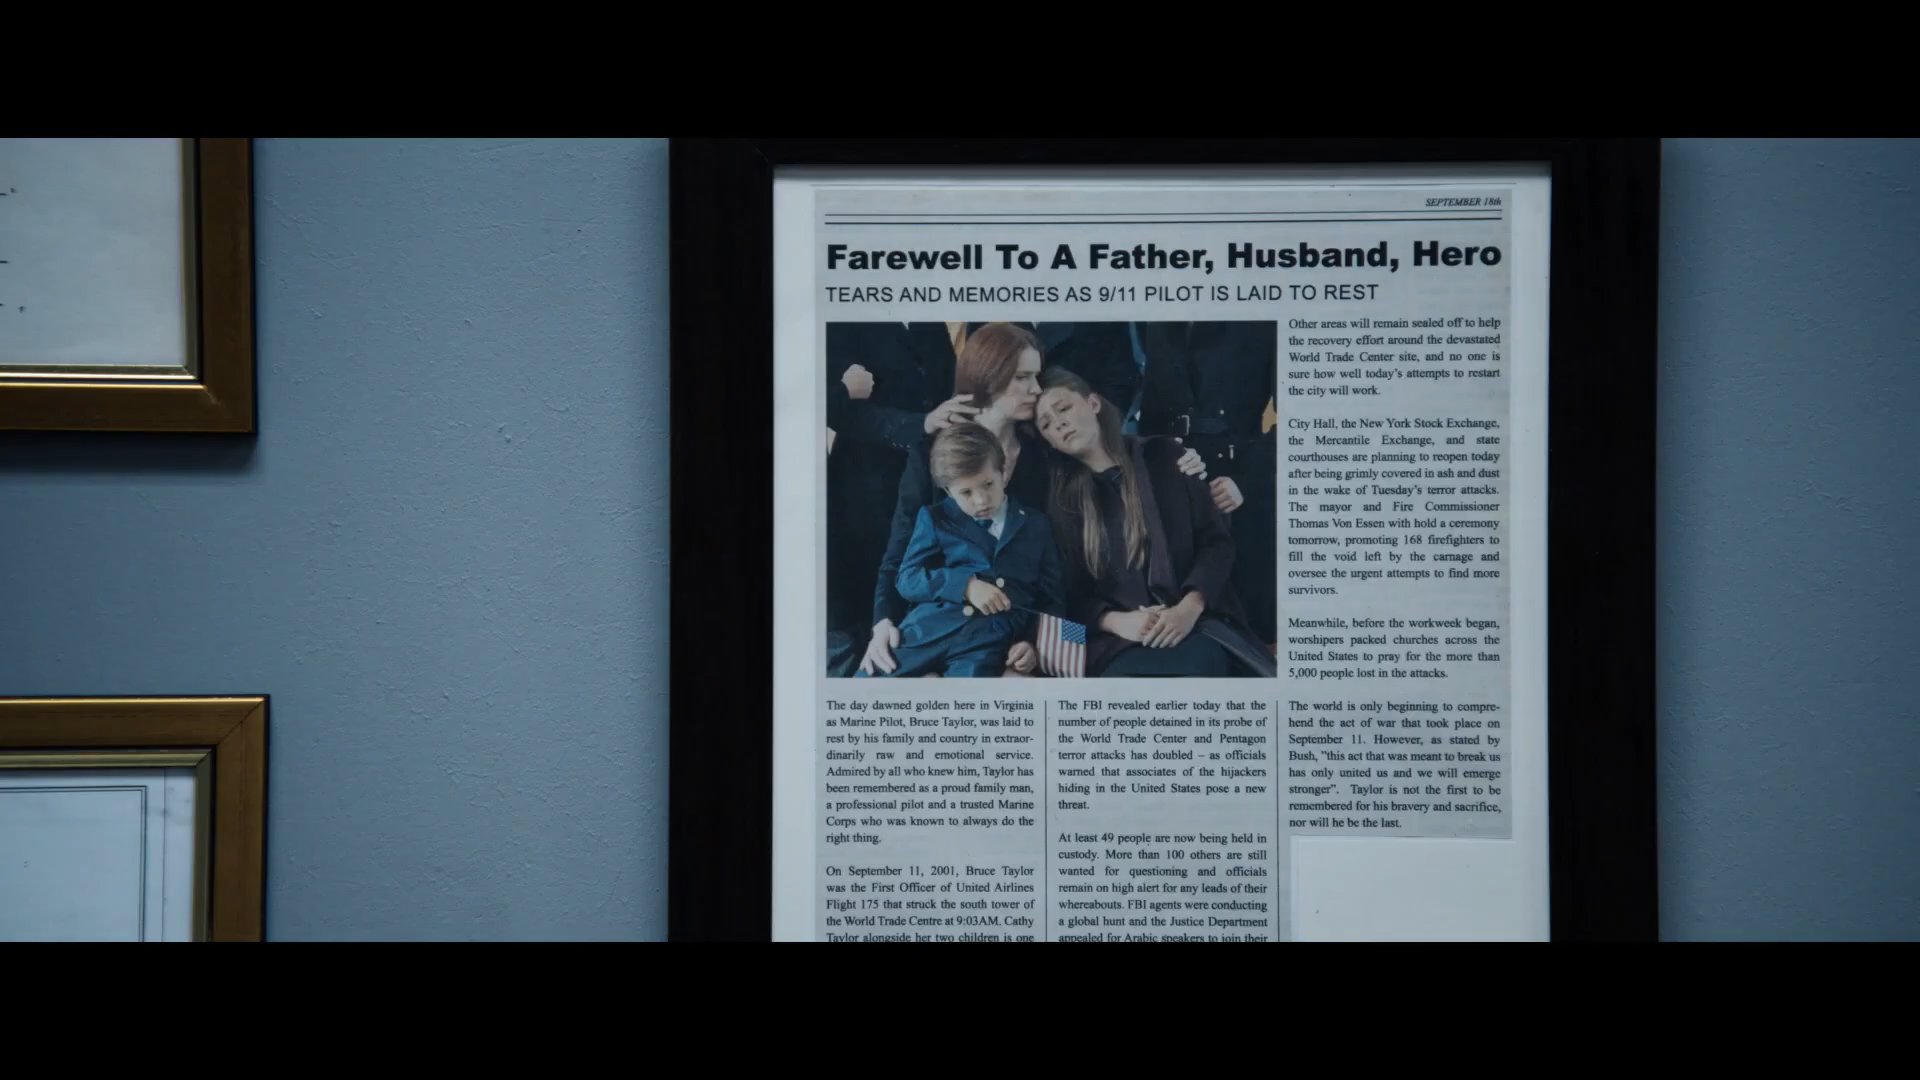 SEPTEMBER 18th
Farewell To A Father, Husband, Hero
TEARS AND MEMORIES AS 9/11 PILOT IS LAID TO REST
The day dawned golden here in Virginia
as Marine Pilot, Bruce Taylor, was laid to
rest by his family and country in extraor-
dinarily raw and emotional service.
Admired by all who knew him, Taylor has
been remembered as a proud family man,
a professional pilot and a trusted Marine
Corps who was known to always do the
right thing.
On September 11, 2001, Bruce Taylor
was the First Officer of United Airlines
Flight 175 that struck the south tower of
the World Trade Centre at 9:03AM. Cathy
Taylor alongside her two children is one
The FBI revealed earlier today that the
number of people detained in its probe of
the World Trade Center and Pentagon
terror attacks has doubled – as officials
warned that associates of the hijackers
hiding in the United States pose a new
threat.
At least 49 people are now being held in
custody. More than 100 others are still
wanted for questioning and officials
remain on high alert for any leads of their
whereabouts. FBI agents were conducting
a global hunt and the Justice Department
appealed for Arabic speakers to join their
Other areas will remain sealed off to help
the recovery effort around the devastated
World Trade Center site, and no one is
sure how well today's attempts to restart
the city will work.
City Hall, the New York Stock Exchange,
the Mercantile Exchange, and state
courthouses are planning to reopen today
after being grimly covered in ash and dust
in the wake of Tuesday's terror attacks.
The mayor and Fire Commissioner
Thomas Von Essen with hold a ceremony
tomorrow, promoting 168 firefighters to
fill the void left by the carnage and
oversee the urgent attempts to find more
survivors.
Meanwhile, before the workweek began,
worshipers packed churches across the
United States to pray for the more than
5,000 people lost in the attacks.
The world is only beginning to compre-
hend the act of war that took place on
September 11. However, as stated by
Bush, "this act that was meant to break us
has only united us and we will emerge
stronger". Taylor is not the first to be
remembered for his bravery and sacrifice,
nor will he be the last.